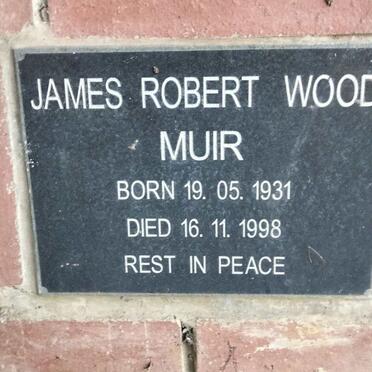 JAMES ROBERT WOOD
MUIR
BORN 19. 05. 1931
DIED 16. 11. 1998
REST IN PEACE